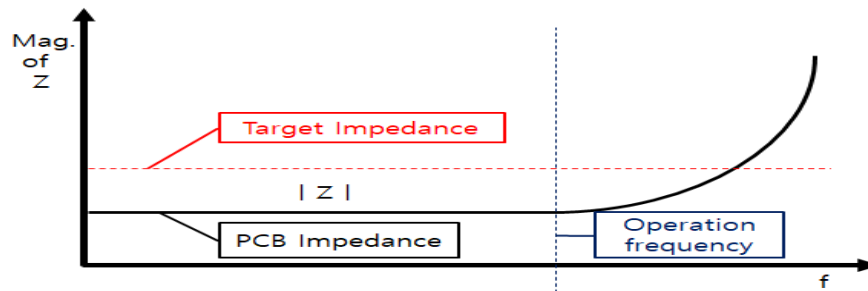 Mag.
of
Z
Target Impedance
| Z |
PCB Impedance
Operation
frequency
f